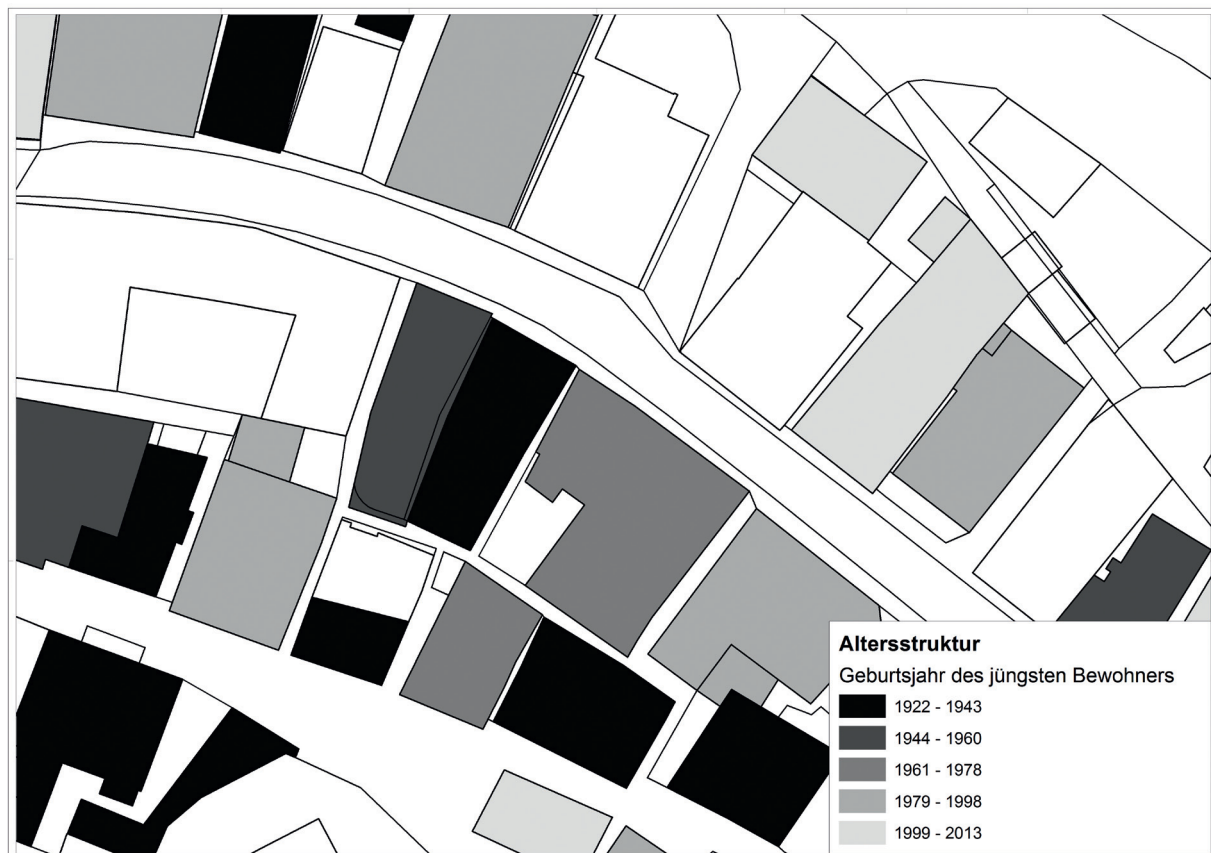 Altersstruktur
Geburtsjahr des jüngsten Bewohners
1922 - 1943
1944 - 1960
1961 - 1978
1979 - 1998
1999 - 2013